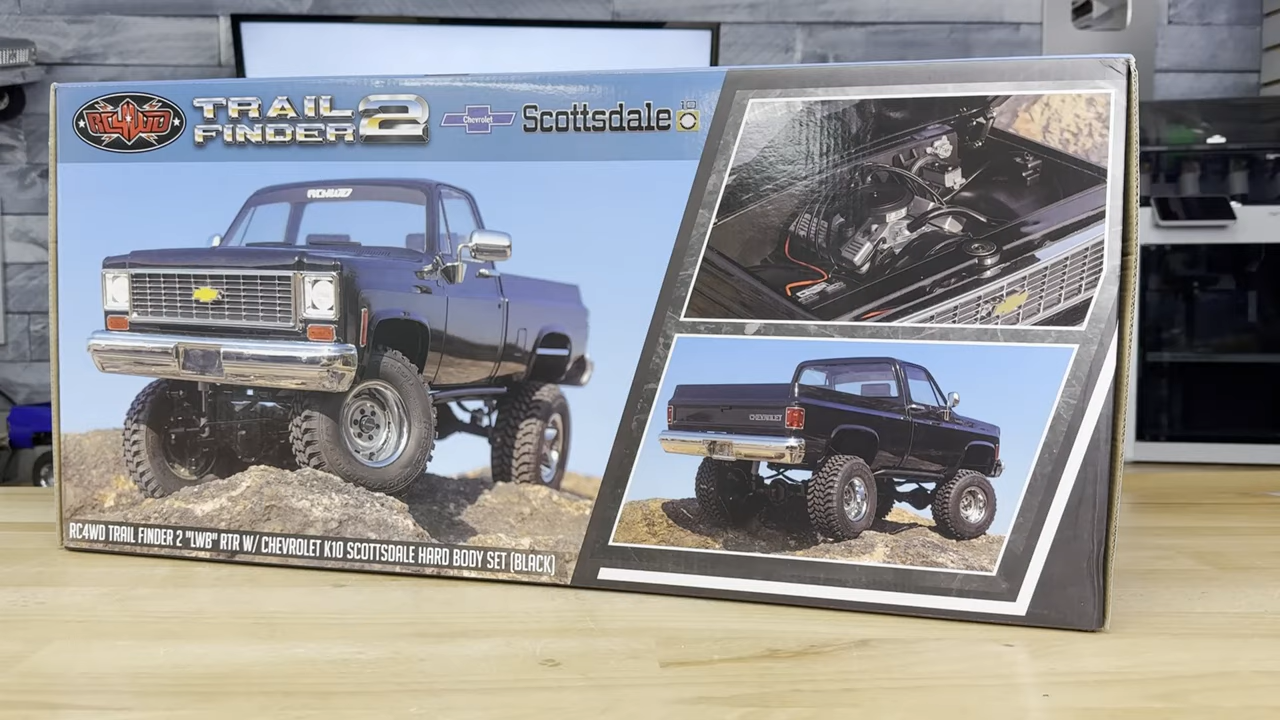 RC4WD
TRAIL
FINDER 2
Chevrolet
Scottsdale
10
RC4WD
CHEVROLET
RC4WD TRAIL FINDER 2 "LWB" RTR W/ CHEVROLET K10 SCOTTSDALE HARD BODY SET (BLACK)